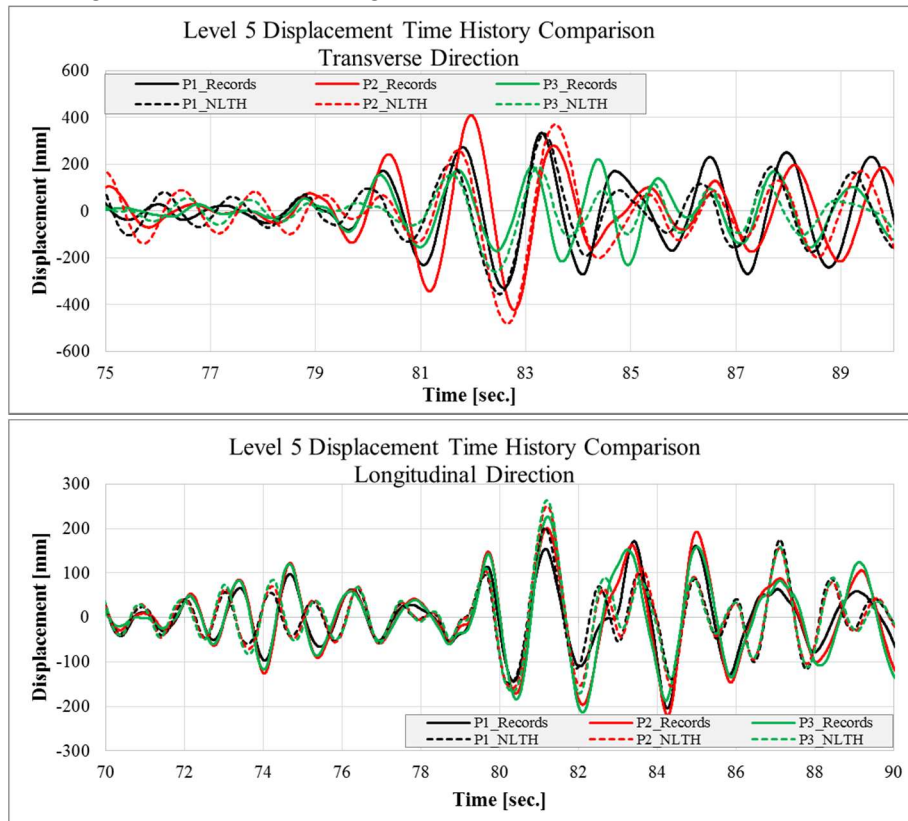 Level 5 Displacement Time History Comparison
Transverse Direction
P1_Records P2_Records P3_Records
P1_NLTH P2_NLTH P3_NLTH
Displacement [mm]
600
400
200
0
-200
-400
-600
75 77 79 81 83 85 87 89
Time [sec.]
Level 5 Displacement Time History Comparison
Longitudinal Direction
Displacement [mm]
300
200
100
0
-100
-200
-300
P1_Records P2_Records P3_Records
P1_NLTH P2_NLTH P3_NLTH
70 72 74 76 78 80 82 84 86 88 90
Time [sec.]